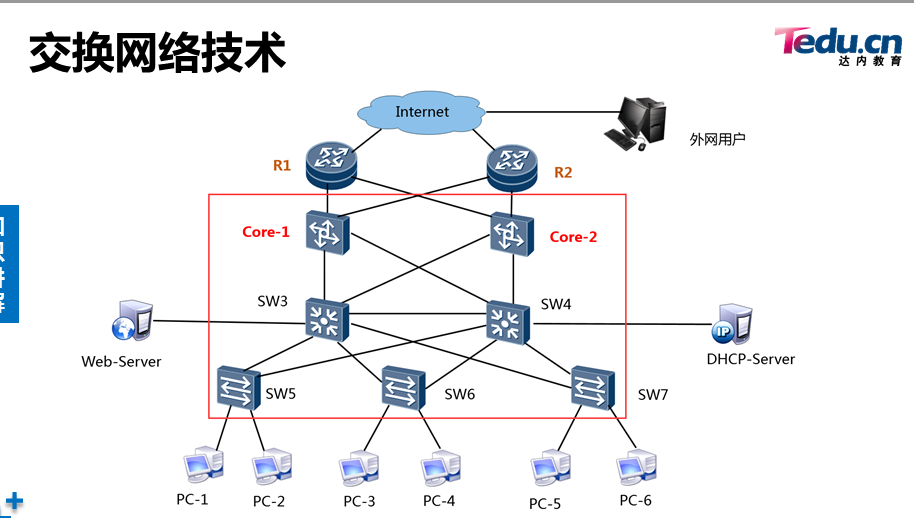 交换网络技术
Tedu.cn
达内教育
Internet
外网用户
R1
R2
Core-1
Core-2
SW3
SW4
Web-Server
IP
DHCP-Server
SW5
SW6
SW7
PC-1
PC-2
PC-3
PC-4
PC-5
PC-6